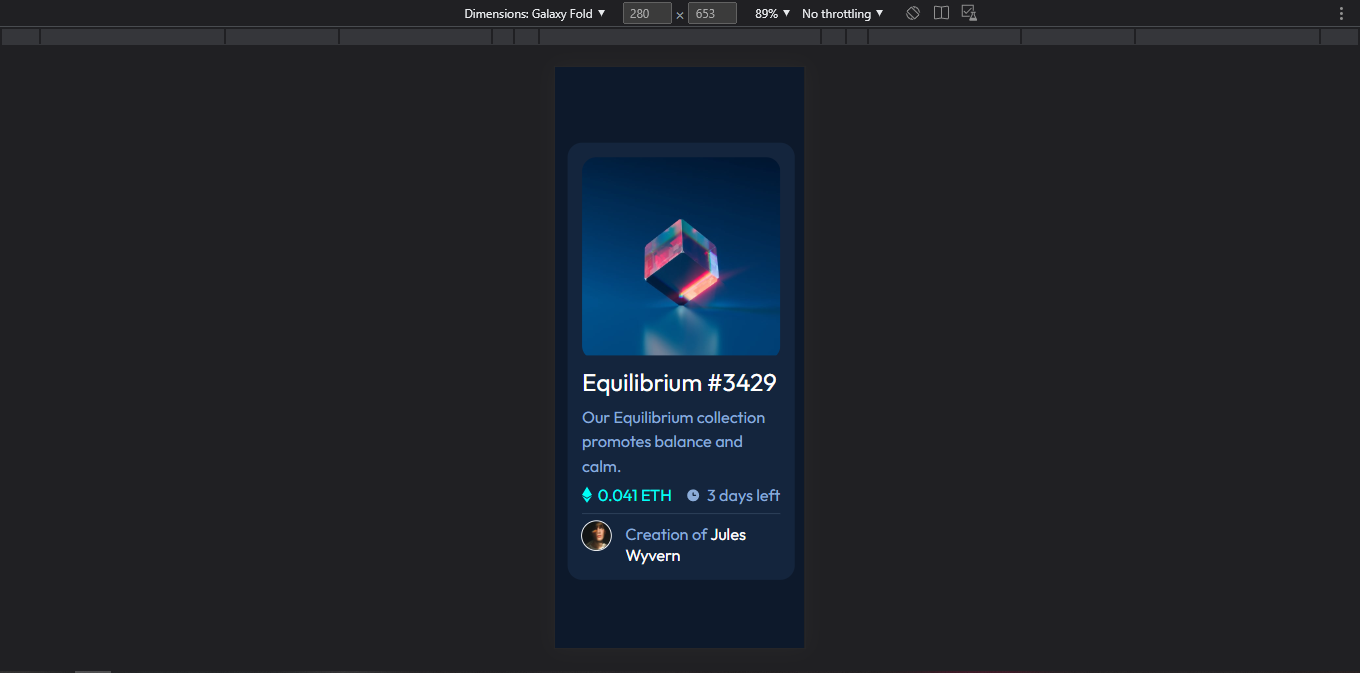 Dimensions: Galaxy Fold ▼ 280 × 653 89% ▼ No throttling ▼
Equilibrium #3429
Our Equilibrium collection
promotes balance and
calm.
0.041 ETH 3 days left
Creation of Jules
Wyvern